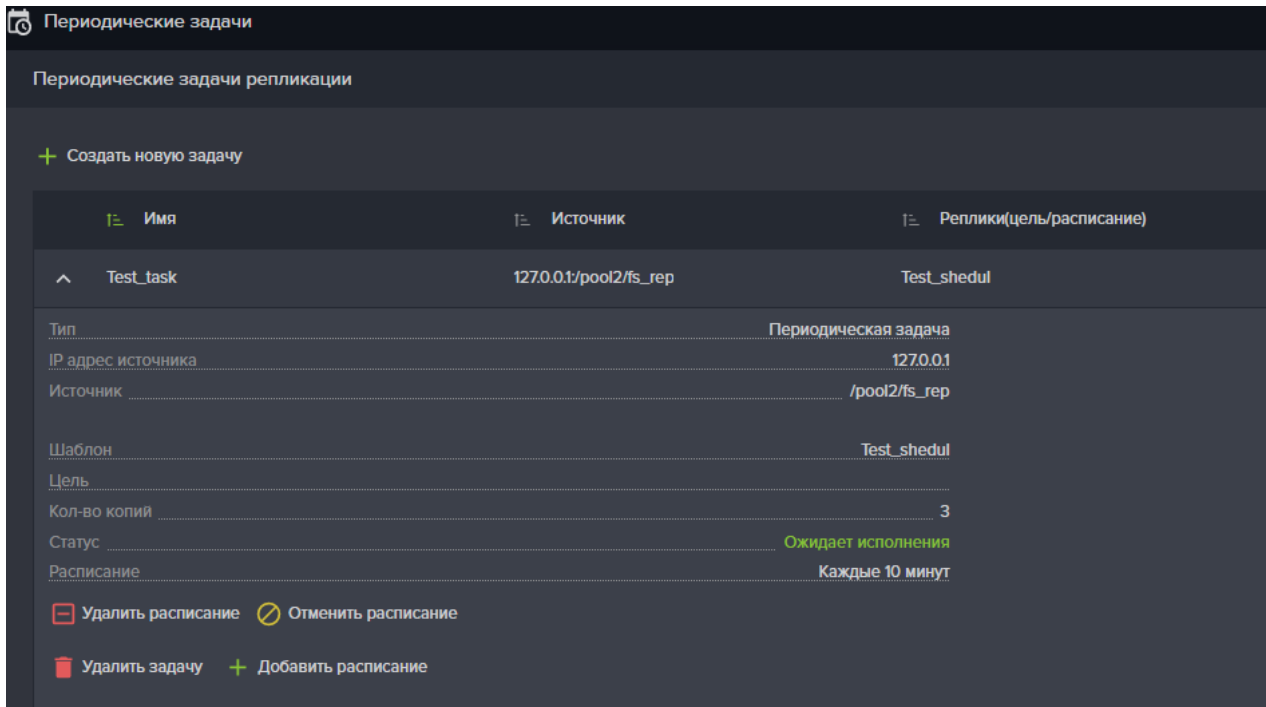 Периодические задачи
Периодические задачи репликации
Создать новую задачу
Имя Источник Реплики(цель/расписание)
Test_task 127.0.0.1:/pool2/fs_rep Test_shedul
Тип Периодическая задача
IP адрес источника 127.0.0.1
Источник /pool2/fs_rep
Шаблон Test_shedul
Цель
Кол-во копий 3
Статус Ожидает исполнения
Расписание Каждые 10 минут
Удалить расписание Отменить расписание
Удалить задачу Добавить расписание